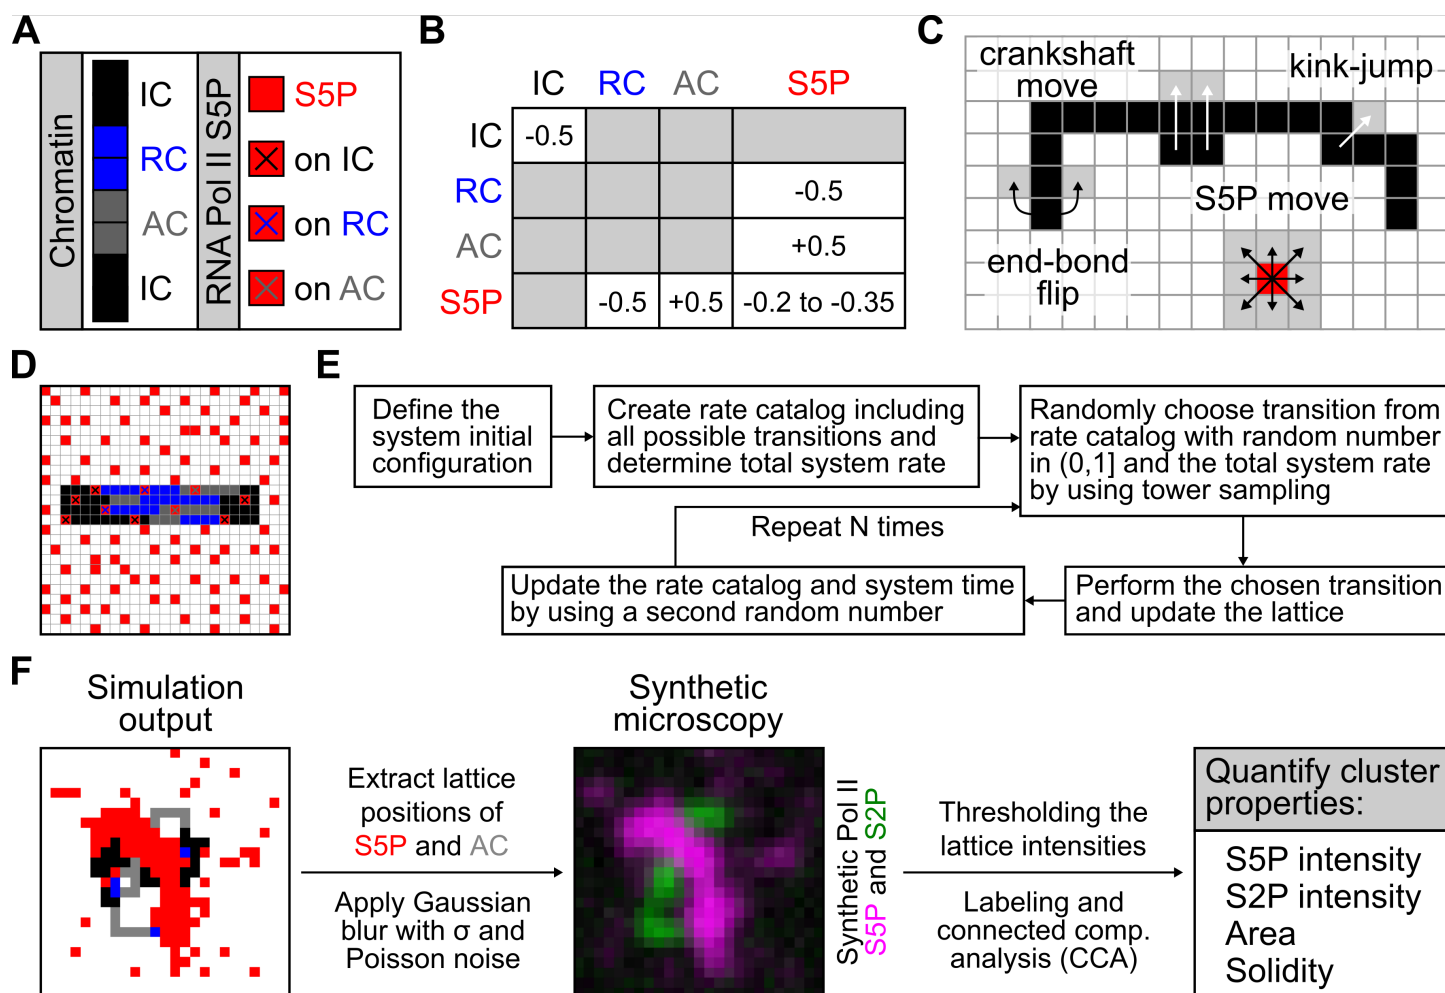 A
Chromatin
IC
RC
AC
IC
RNA Pol II S5P
S5P
on IC
on RC
on AC
B
IC RC AC S5P
IC -0.5
RC -0.5
AC +0.5
S5P -0.5 +0.5 -0.2 to -0.35
C
crankshaft
move
kink-jump
S5P move
end-bond
flip
D
E
Define the
system initial
configuration
Create rate catalog including
all possible transitions and
determine total system rate
Randomly choose transition from
rate catalog with random number
in (0,1] and the total system rate
by using tower sampling
Repeat N times
Update the rate catalog and system time
by using a second random number
Perform the chosen transition
and update the lattice
F
Simulation
output
Extract lattice
positions of
S5P and AC
Apply Gaussian
blur with σ and
Poisson noise
Synthetic
microscopy
Synthetic Pol II
S5P and S2P
Thresholding the
lattice intensities
Labeling and
connected comp.
analysis (CCA)
Quantify cluster
properties:
S5P intensity
S2P intensity
Area
Solidity